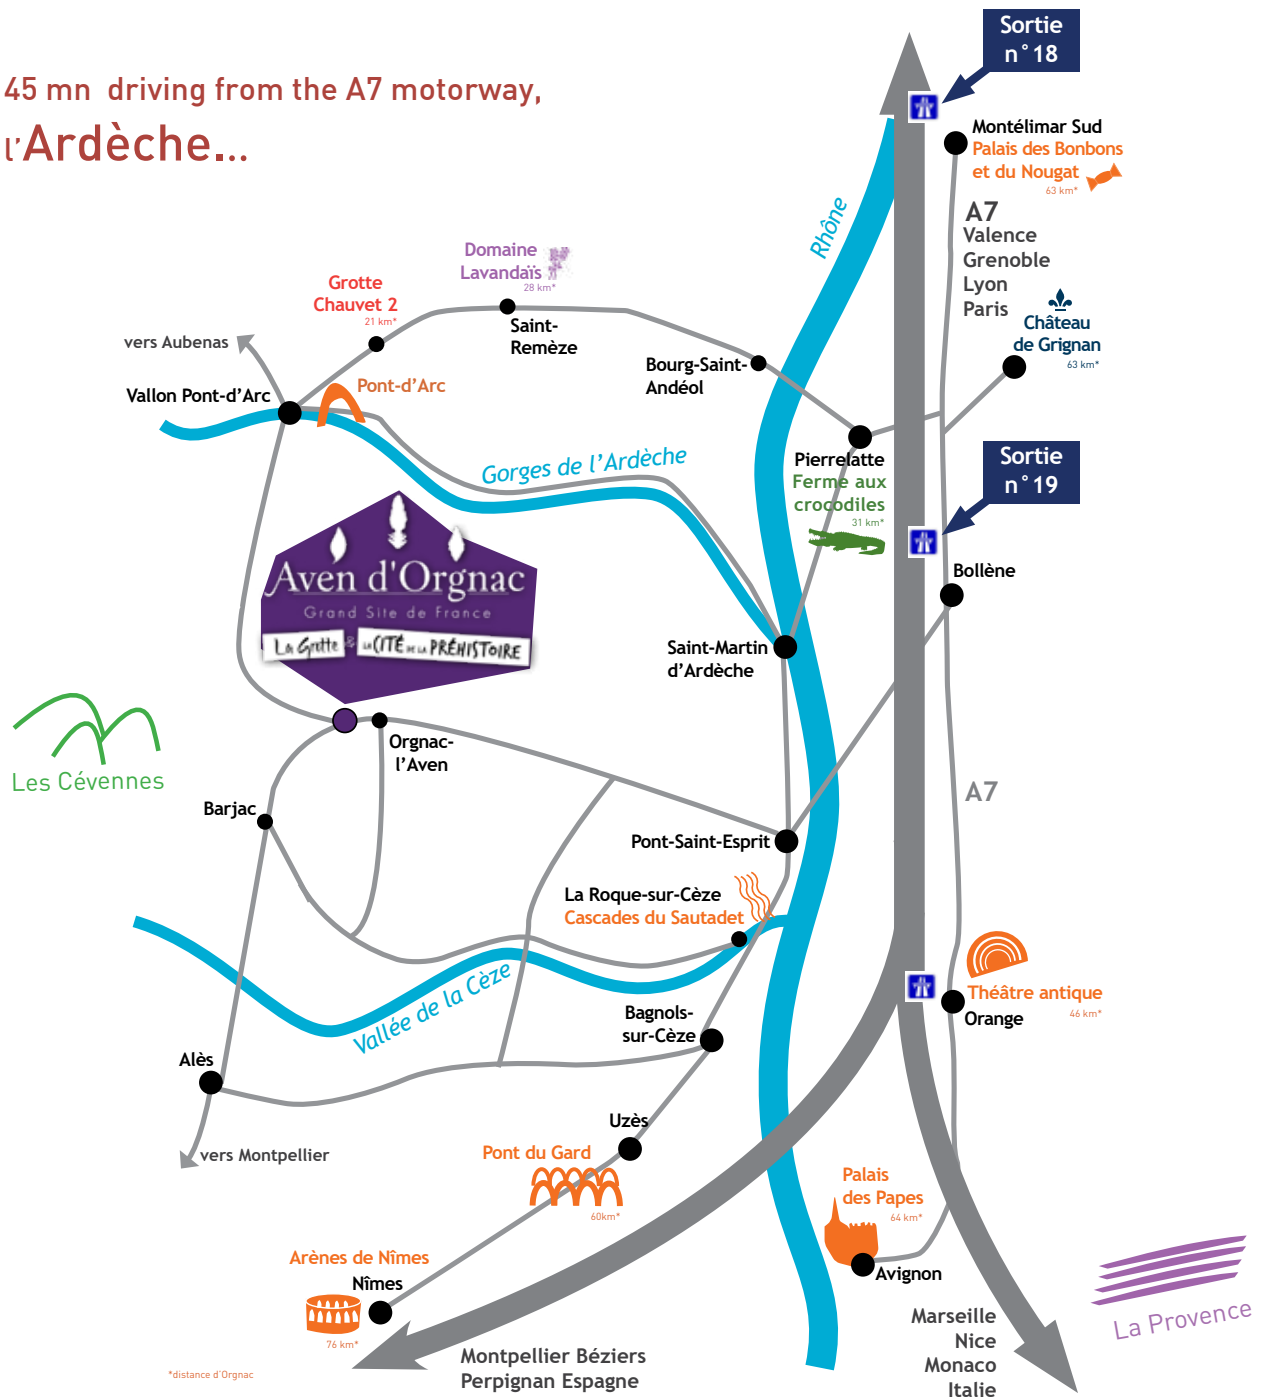 45 mn driving from the A7 motorway,
l'Ardèche...
Sortie
n°18
Montélimar Sud
Palais des Bonbons
et du Nougat
63 km*
A7
Valence
Grenoble
Lyon
Paris
Rhône
Domaine
Lavandaïs
28 km*
Grotte
Chauvet 2
21 km*
Saint-
Remèze
Château
de Grignan
63 km*
vers Aubenas
Bourg-Saint-
Andéol
Vallon Pont-d'Arc
Pont-d'Arc
Gorges de l'Ardèche
Pierrelatte
Ferme aux
crocodiles
31 km*
Sortie
n°19
Bollène
Aven d'Orgnac
Grand Site de France
La Grotte & la CITÉ DE LA PRÉHISTOIRE
Saint-Martin
d'Ardèche
Les Cévennes
Orgnac-
l'Aven
Barjac
A7
Pont-Saint-Esprit
La Roque-sur-Cèze
Cascades du Sautadet
Vallée de la Cèze
Théâtre antique
46 km*
Orange
Bagnols-
sur-Cèze
Alès
Uzès
vers Montpellier
Pont du Gard
60km*
Palais
des Papes
64 km*
Avignon
Arènes de Nîmes
Nîmes
76 km*
La Provence
Marseille
Nice
Monaco
Italie
Montpellier Béziers
Perpignan Espagne
*distance d'Orgnac